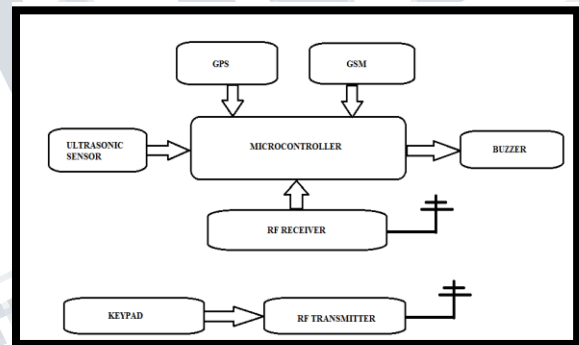 GPS
GSM
ULTRASONIC
SENSOR
MICROCONTROLLER
BUZZER
RF RECEIVER
KEYPAD
RF TRANSMITTER